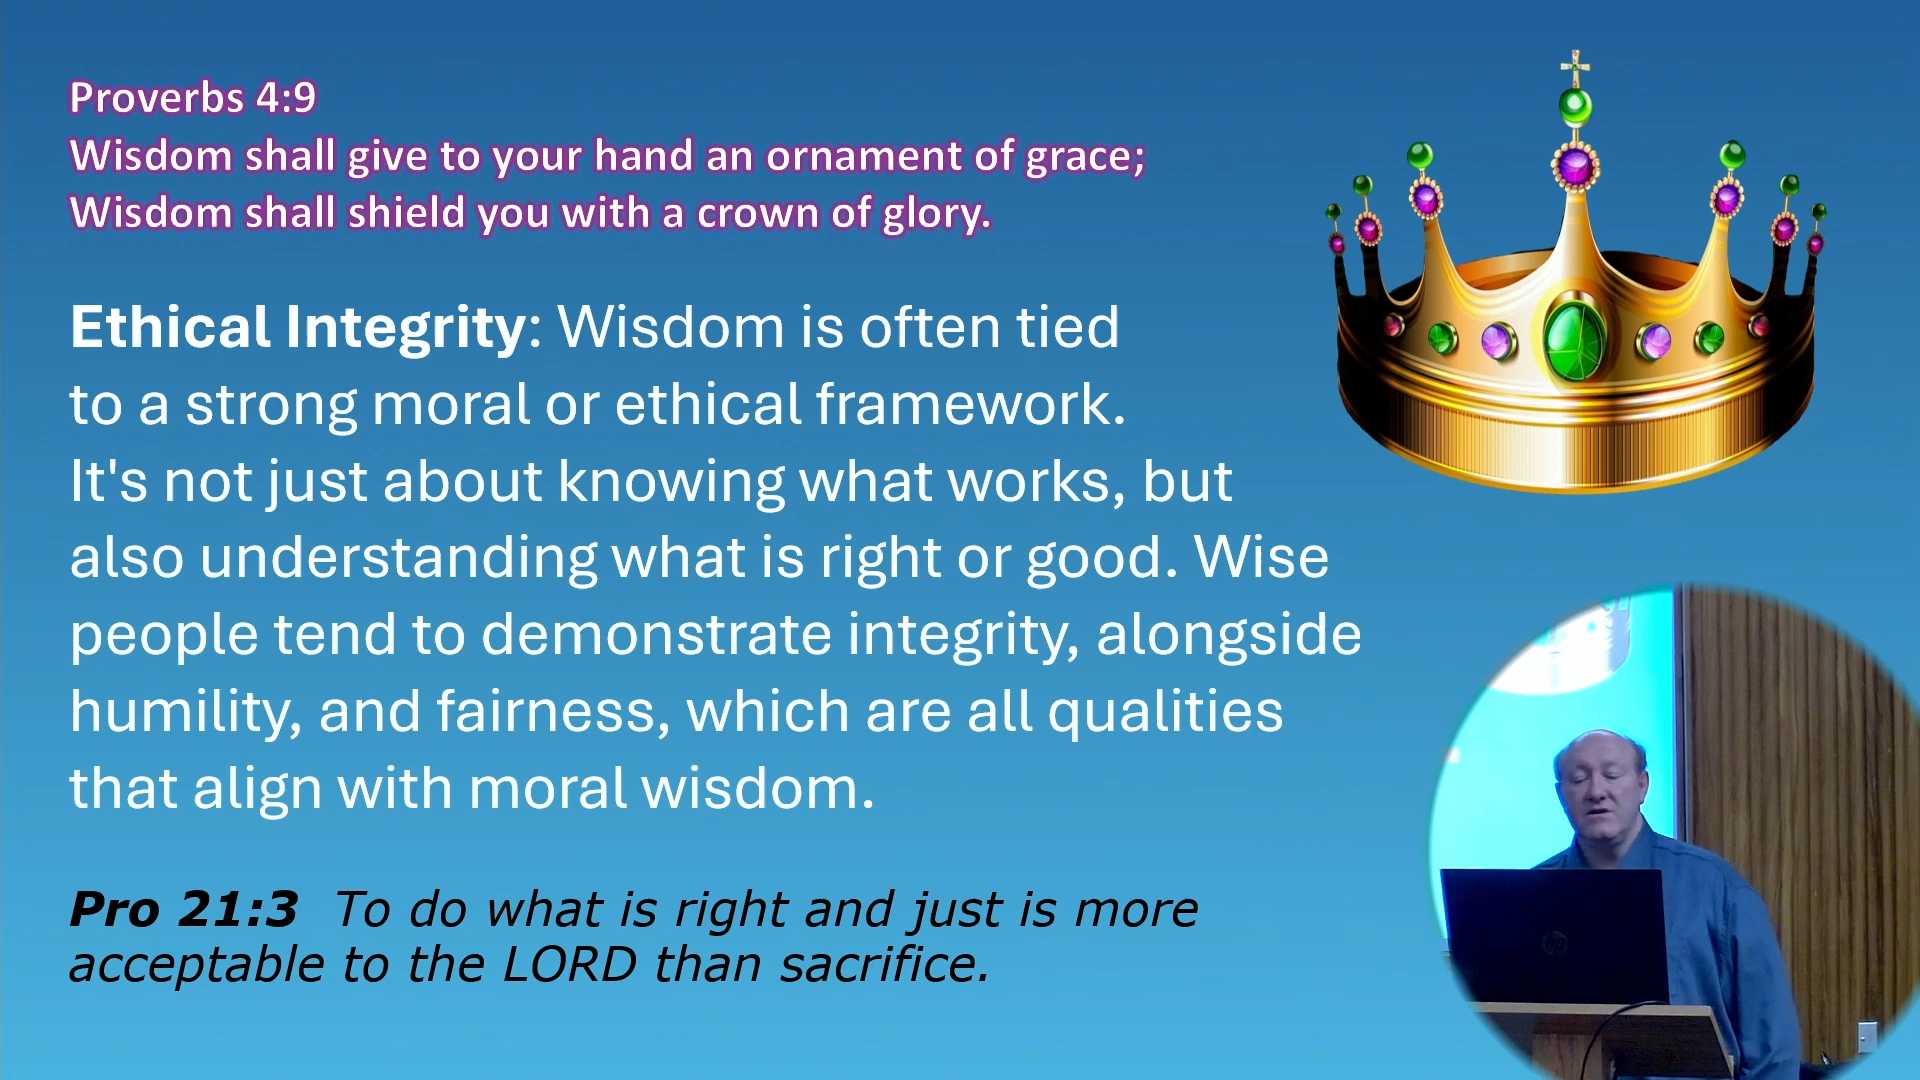 Proverbs 4:9
Wisdom shall give to your hand an ornament of grace;
Wisdom shall shield you with a crown of glory.
Ethical Integrity: Wisdom is often tied
to a strong moral or ethical framework.
It's not just about knowing what works, but
also understanding what is right or good. Wise
people tend to demonstrate integrity, alongside
humility, and fairness, which are all qualities
that align with moral wisdom.
Pro 21:3 To do what is right and just is more
acceptable to the LORD than sacrifice.